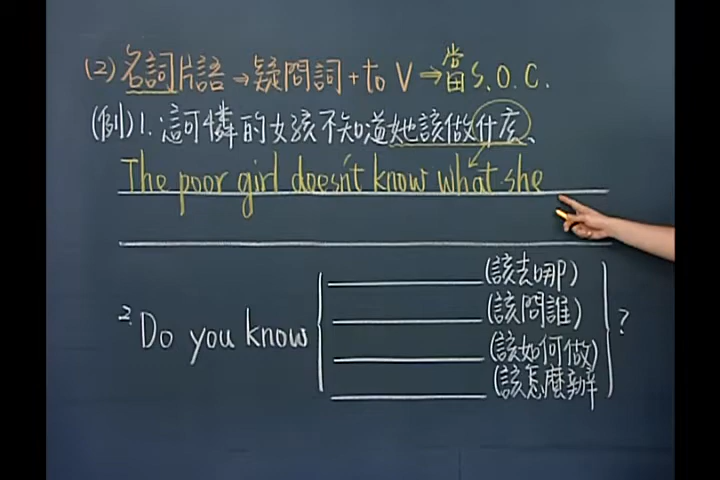 (2) 名詞片語→疑問詞+to V⇒當S.O.C.
(例)1. 這可憐的女孩不知道她該做什庅、
The poor girl doesn't know what she
2. Do you know
(該去哪)
(該問誰)
(該如何做)
(該怎麼辦
?